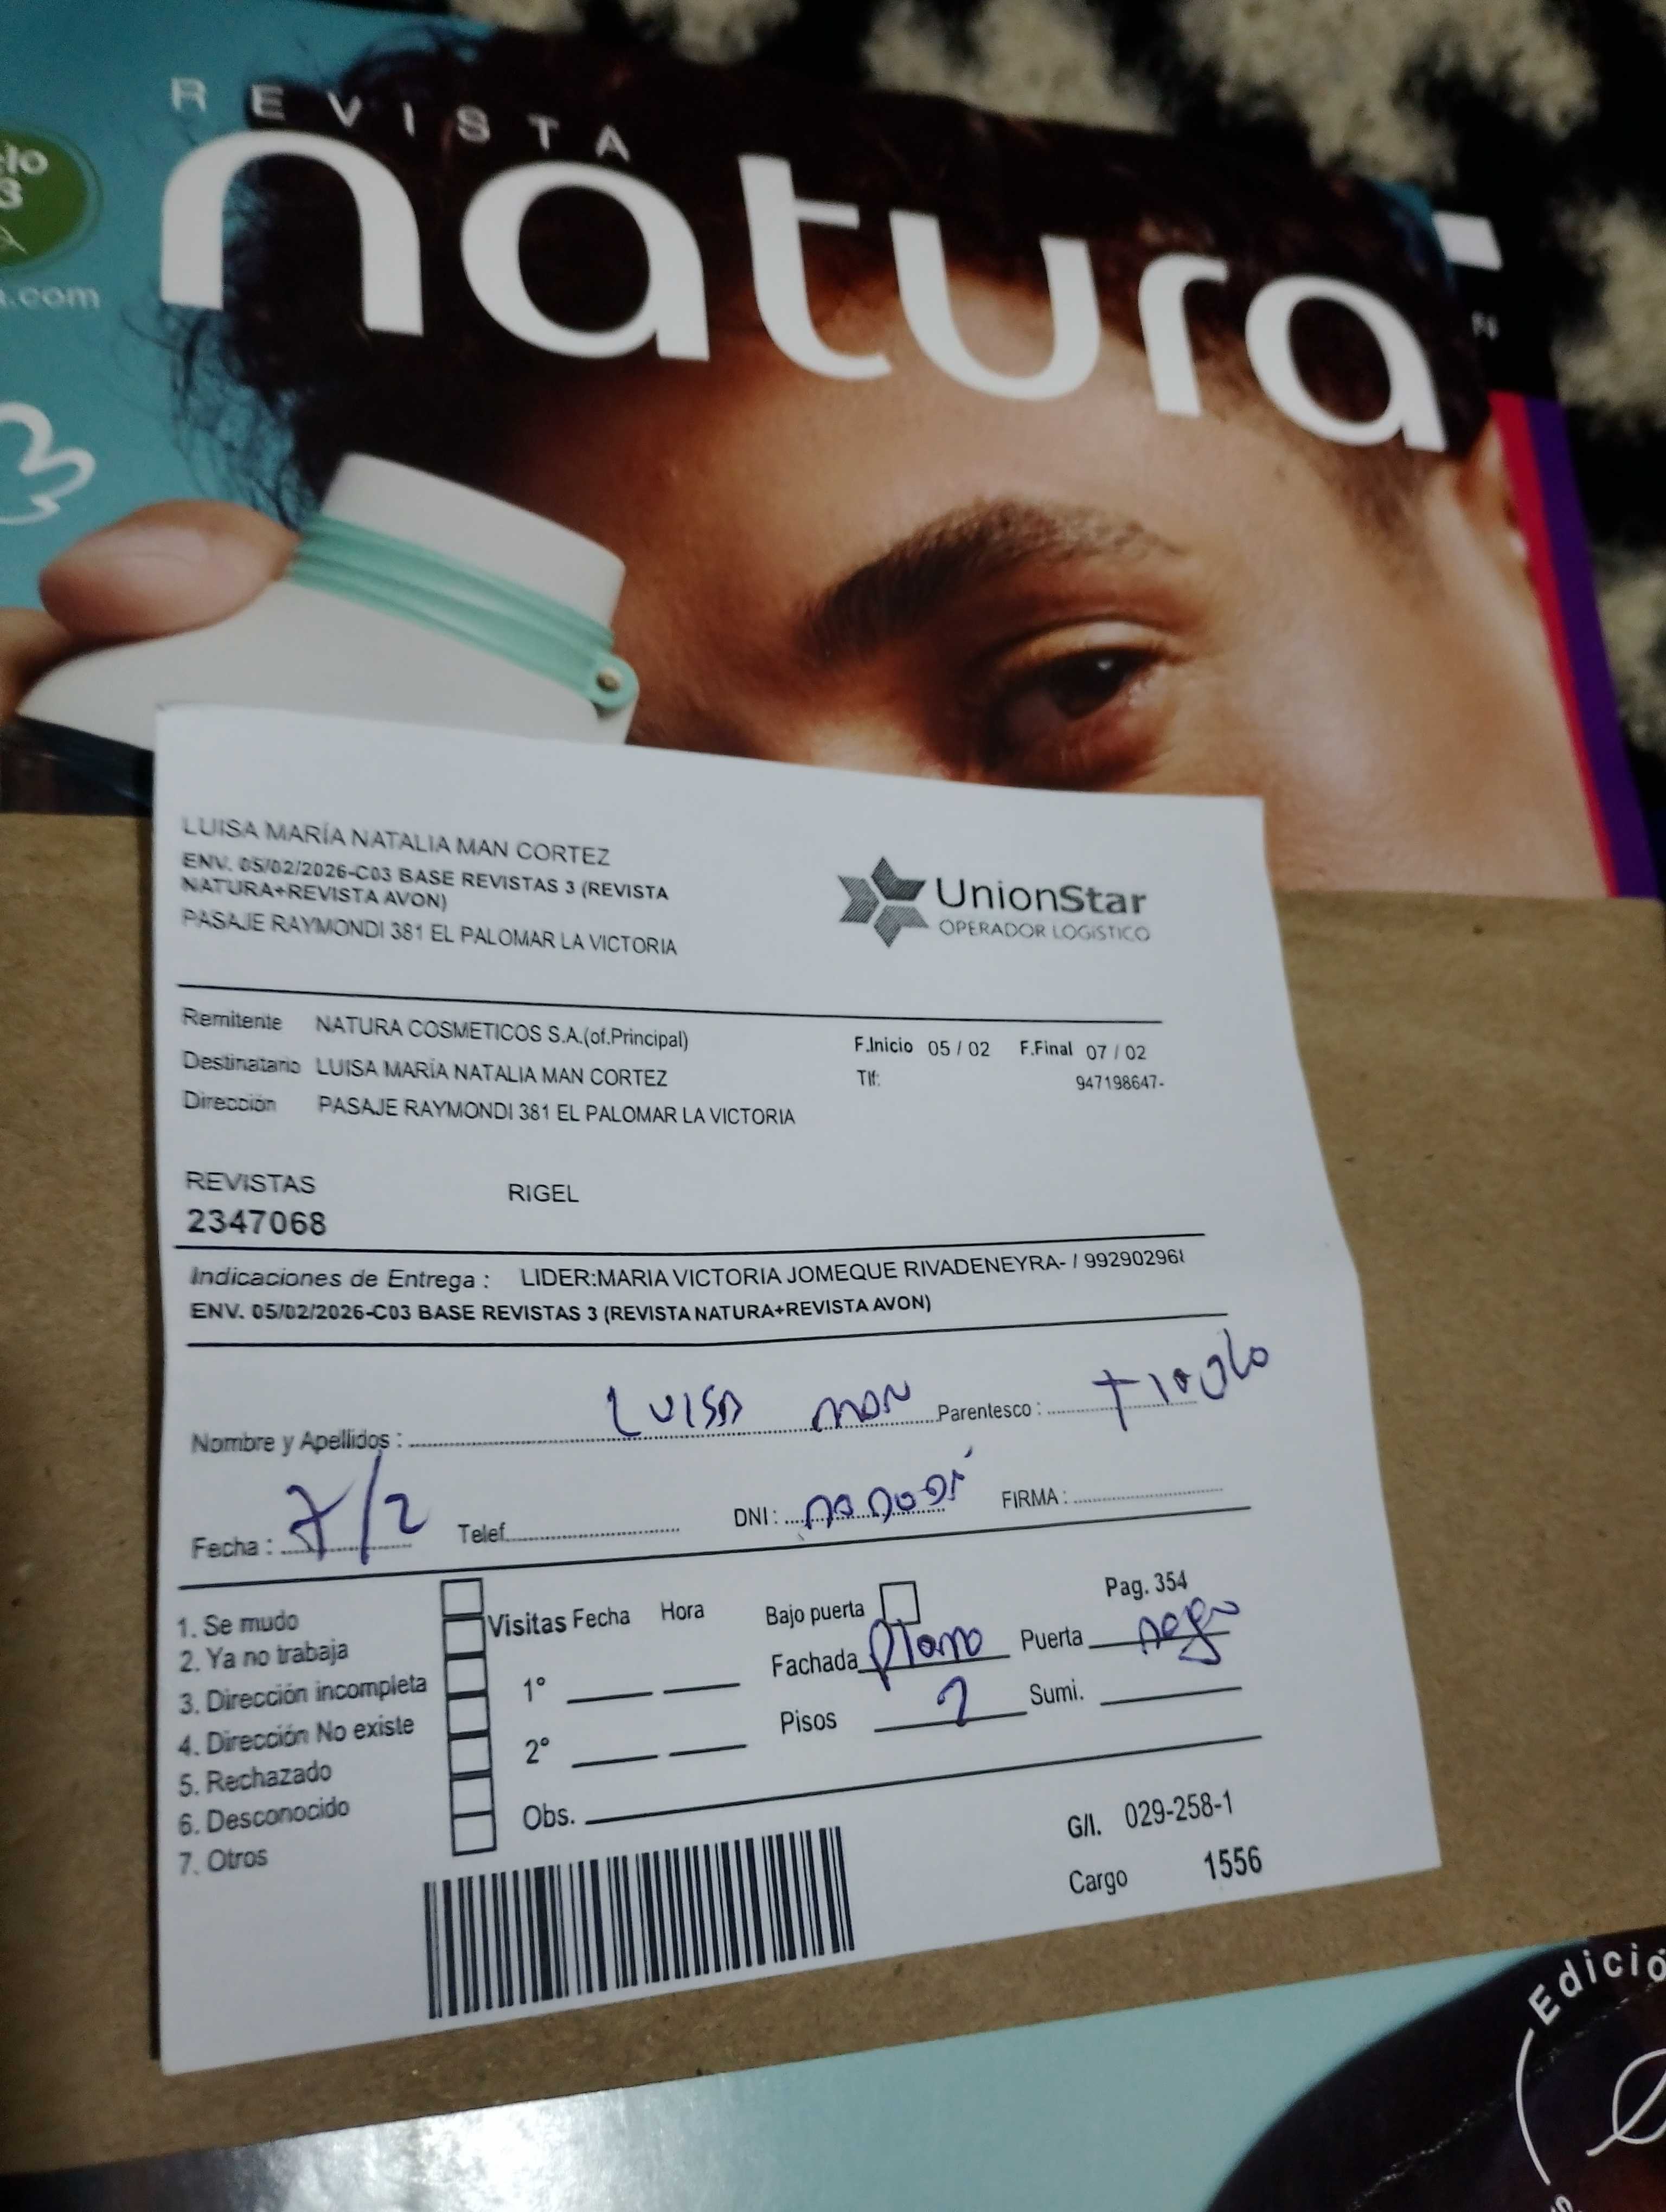 REVISTA
natura
.com
LUISA MARÍA NATALIA MAN CORTEZ
ENV. 05/02/2026-C03 BASE REVISTAS 3 (REVISTA
NATURA+REVISTA AVON)
PASAJE RAYMONDI 381 EL PALOMAR LA VICTORIA
UnionStar
OPERADOR LOGISTICO
Remitente NATURA COSMETICOS S.A.(of.Principal)
F.Inicio 05 / 02 F.Final 07 / 02
Destinatario LUISA MARÍA NATALIA MAN CORTEZ
Tlf: 947198647-
Dirección PASAJE RAYMONDI 381 EL PALOMAR LA VICTORIA
REVISTAS RIGEL
2347068
Indicaciones de Entrega : LIDER:MARIA VICTORIA JOMEQUE RIVADENEYRA- / 99290296
ENV. 05/02/2026-C03 BASE REVISTAS 3 (REVISTA NATURA+REVISTA AVON)
Nombre y Apellidos : LUISA MAN Parentesco :
Fecha : 7/2 Telef. DNI : FIRMA :
1. Se mudo
2. Ya no trabaja
3. Dirección incompleta
4. Dirección No existe
5. Rechazado
6. Desconocido
7. Otros
Visitas Fecha Hora
1°
2°
Obs.
Bajo puerta
Pag. 354
Fachada Puerta negro
Pisos 2 Sumi.
G/I. 029-258-1
Cargo 1556
Edició